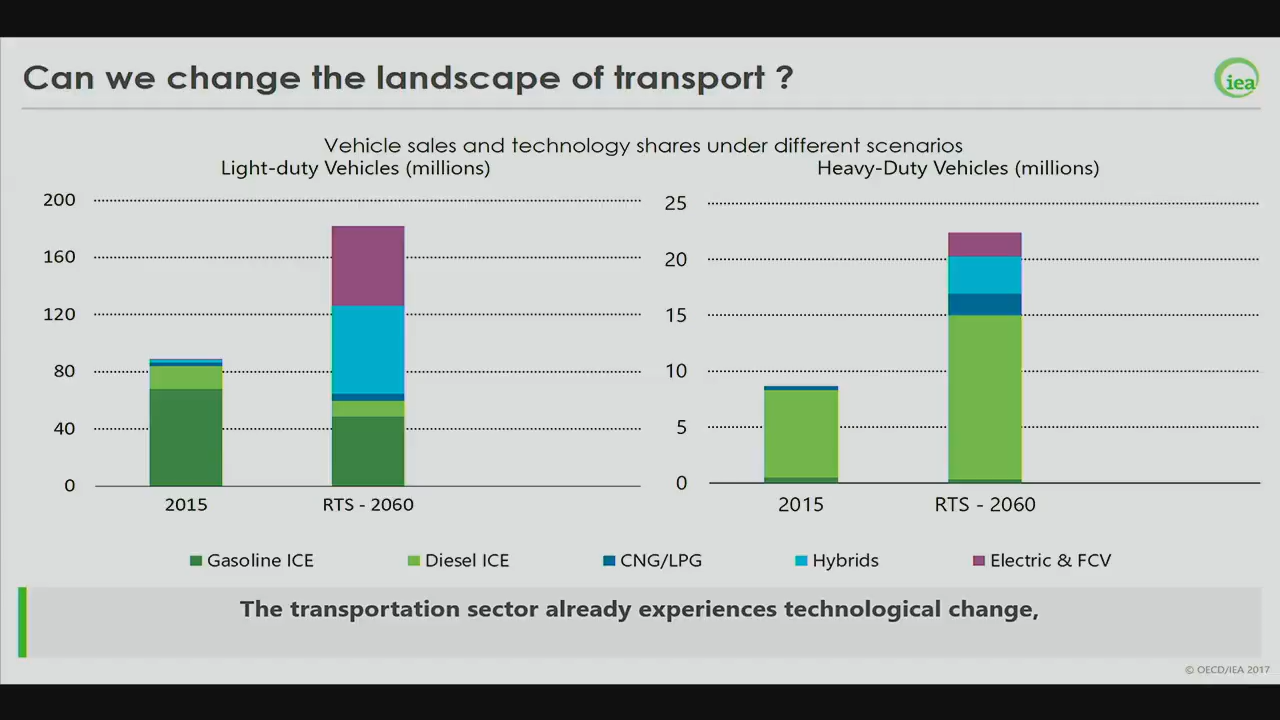 Can we change the landscape of transport ?
iea
Vehicle sales and technology shares under different scenarios
Light-duty Vehicles (millions)
200
160
120
80
40
0
2015
RTS - 2060
Heavy-Duty Vehicles (millions)
25
20
15
10
5
0
2015
RTS - 2060
Gasoline ICE
Diesel ICE
CNG/LPG
Hybrids
Electric & FCV
The transportation sector already experiences technological change,
© OECD/IEA 2017